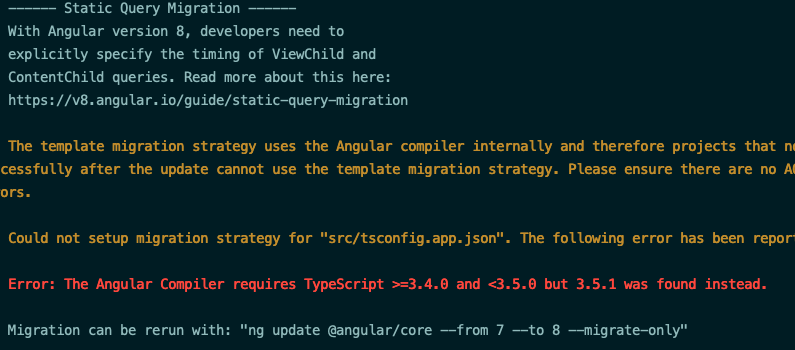 ------ Static Query Migration ------
With Angular version 8, developers need to
explicitly specify the timing of ViewChild and
ContentChild queries. Read more about this here:
https://v8.angular.io/guide/static-query-migration
The template migration strategy uses the Angular compiler internally and therefore projects that
cessfully after the update cannot use the template migration strategy. Please ensure there are no
ors.
Could not setup migration strategy for "src/tsconfig.app.json". The following error has been report
Error: The Angular Compiler requires TypeScript >=3.4.0 and <3.5.0 but 3.5.1 was found instead.
Migration can be rerun with: "ng update @angular/core --from 7 --to 8 --migrate-only"